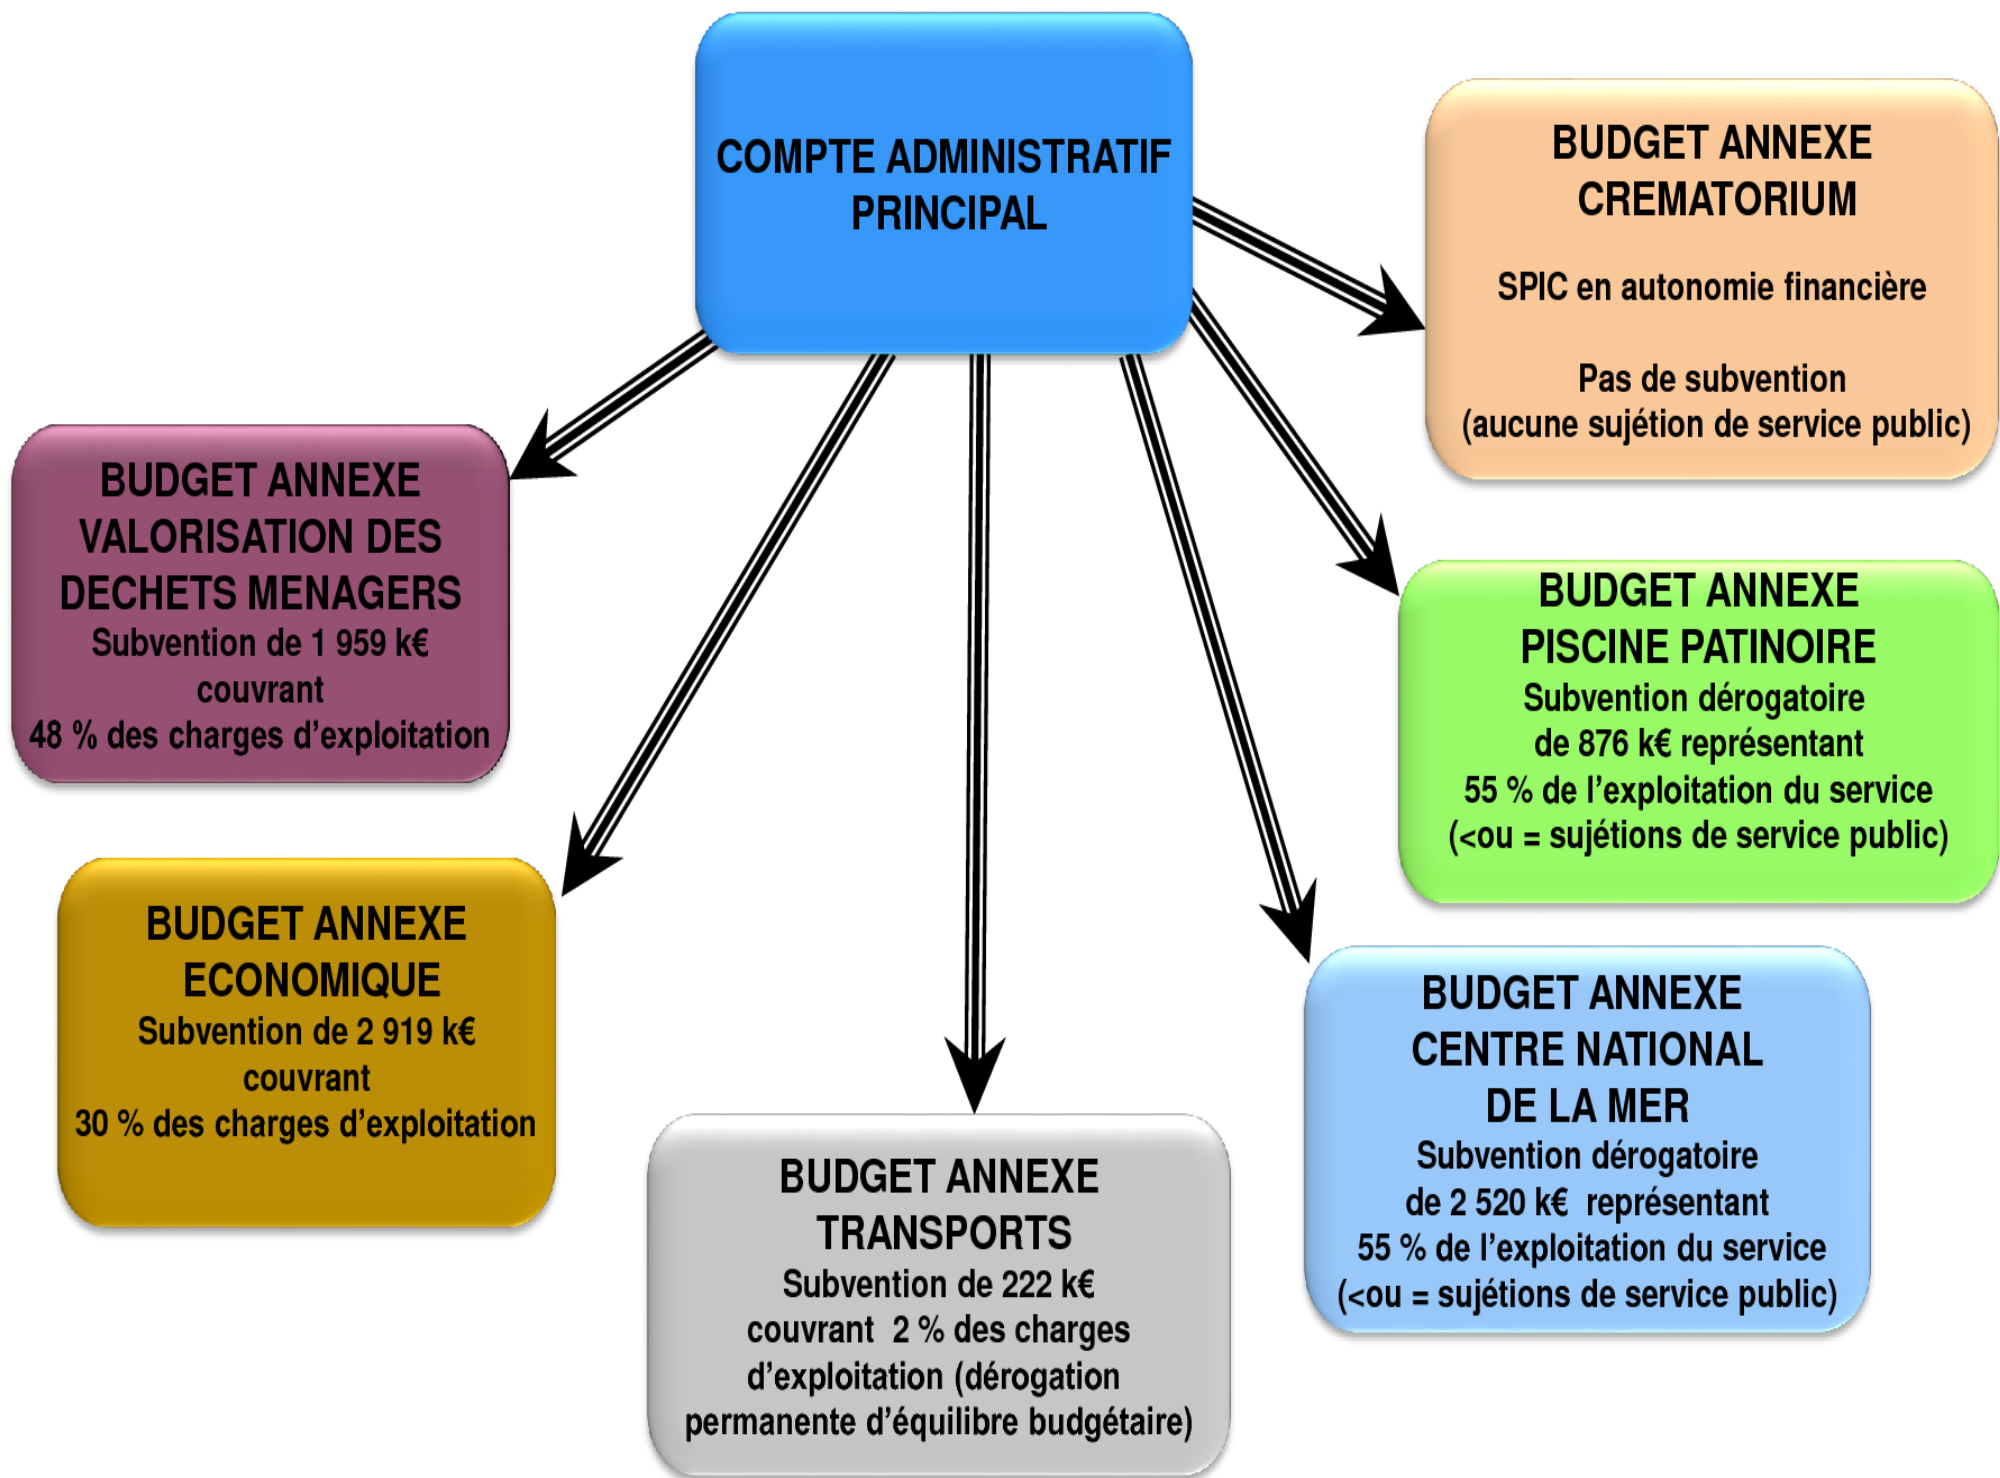 COMPTE ADMINISTRATIF
PRINCIPAL
BUDGET ANNEXE
CREMATORIUM
SPIC en autonomie financière
Pas de subvention
(aucune sujétion de service public)
BUDGET ANNEXE
VALORISATION DES
DECHETS MENAGERS
Subvention de 1 959 k€
couvrant
48 % des charges d’exploitation
BUDGET ANNEXE
PISCINE PATINOIRE
Subvention dérogatoire
de 876 k€ représentant
55 % de l’exploitation du service
(<ou = sujétions de service public)
BUDGET ANNEXE
ECONOMIQUE
Subvention de 2 919 k€
couvrant
30 % des charges d’exploitation
BUDGET ANNEXE
CENTRE NATIONAL
DE LA MER
Subvention dérogatoire
de 2 520 k€ représentant
55 % de l’exploitation du service
(<ou = sujétions de service public)
BUDGET ANNEXE
TRANSPORTS
Subvention de 222 k€
couvrant 2 % des charges
d’exploitation (dérogation
permanente d’équilibre budgétaire)